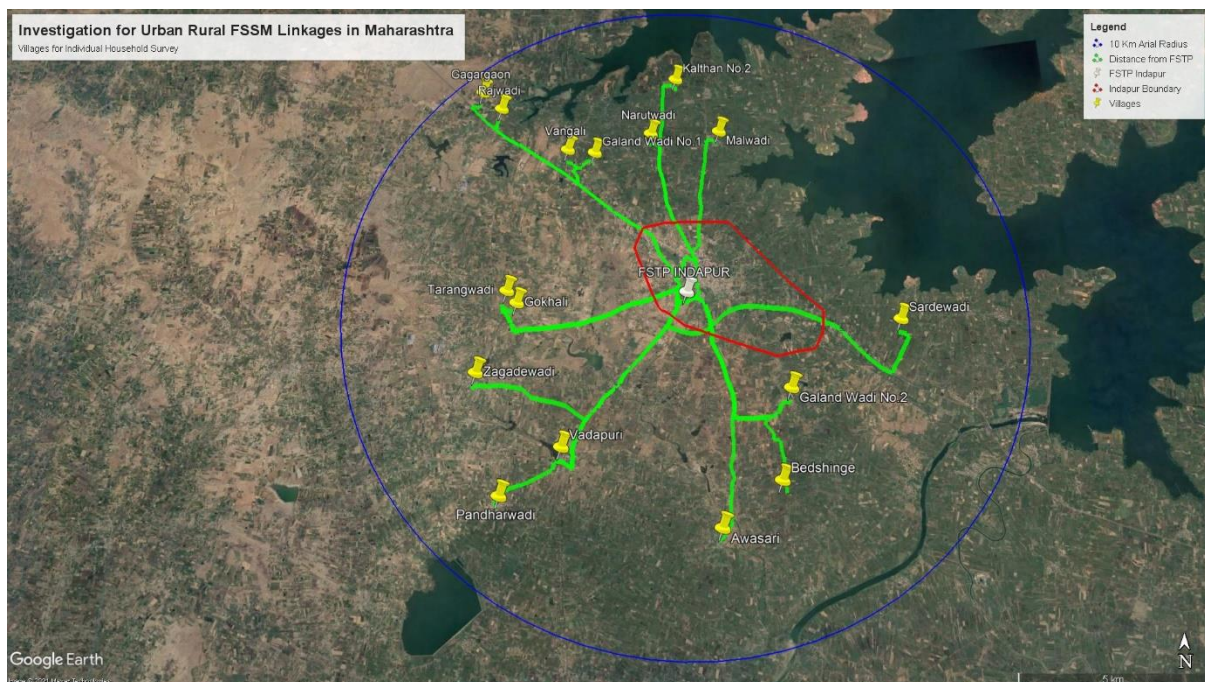 Investigation for Urban Rural FSSM Linkages in Maharashtra
Villages for Individual Household Survey
Legend
10 Km Arial Radius
Distance from FSTP
FSTP Indapur
Indapur Boundary
Villages
Kalthan No.2
Gagargaon
Rajwadi
Narutwadi
Vangali
Galand Wadi No.1
Malwadi
FSTP INDAPUR
Tarangwadi
Gokhali
Sardewadi
Zagadewadi
Galand Wadi No.2
Vadapuri
Bedshinge
Pandharwadi
Awasari
Google Earth
N
5 km